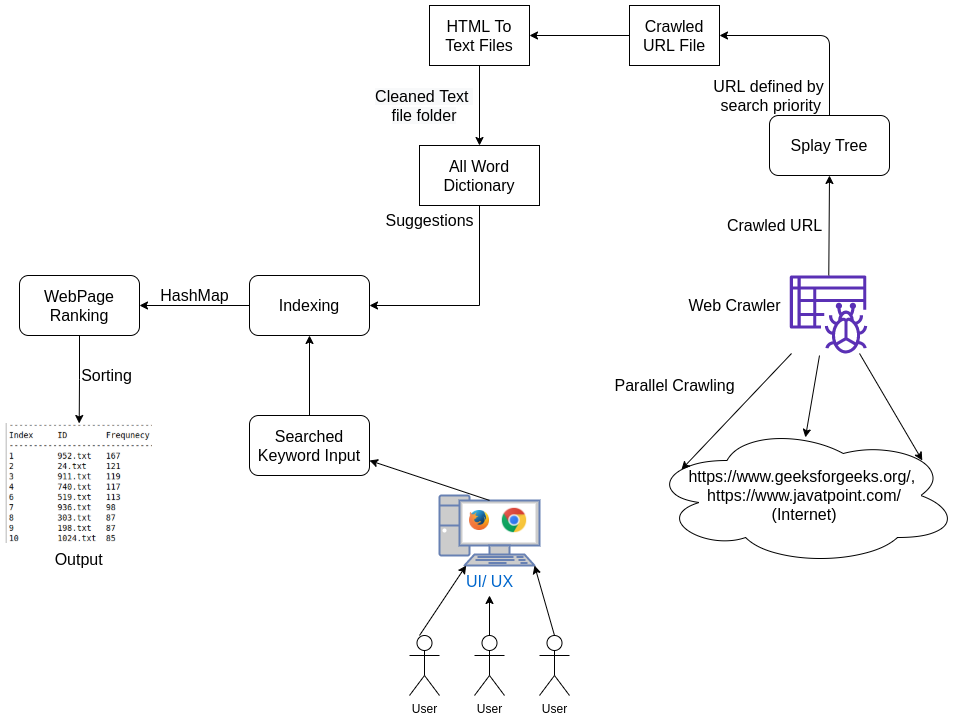 HTML To
Text Files
Crawled
URL File
Cleaned Text
file folder
URL defined by
search priority
Splay Tree
All Word
Dictionary
Suggestions
Crawled URL
WebPage
Ranking
HashMap
Indexing
Web Crawler
Sorting
Parallel Crawling
Index ID Frequnecy
1 952.txt 167
2 24.txt 121
3 911.txt 119
4 740.txt 117
6 519.txt 113
7 936.txt 98
8 303.txt 87
9 198.txt 87
10 1024.txt 85
Output
Searched
Keyword Input
https://www.geeksforgeeks.org/,
https://www.javatpoint.com/
(Internet)
UI/ UX
User
User
User